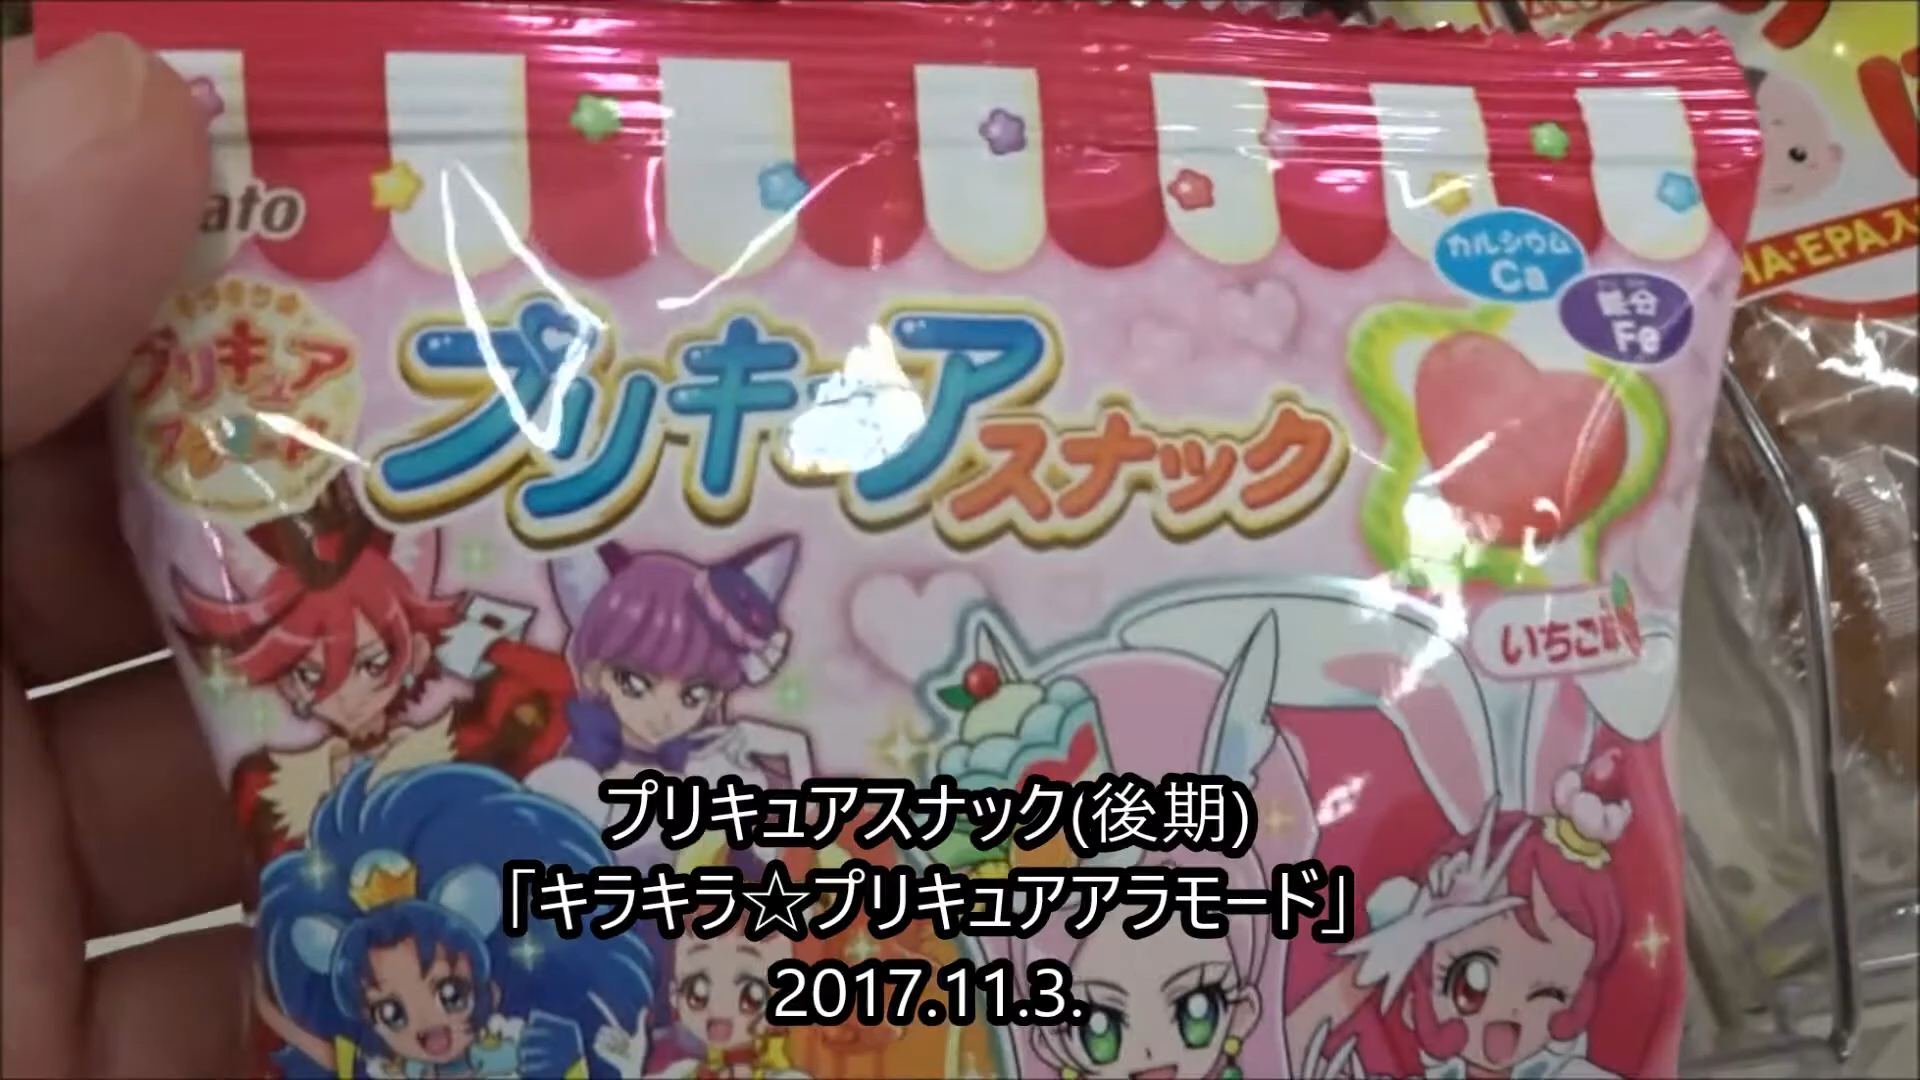 ato
カルシウム
Ca
鉄分
Fe
プリキュア
プリキュア
スナック
HA・EPA入
いちご味
プリキュアスナック(後期)
「キラキラ☆プリキュアアラモード」
2017.11.3.